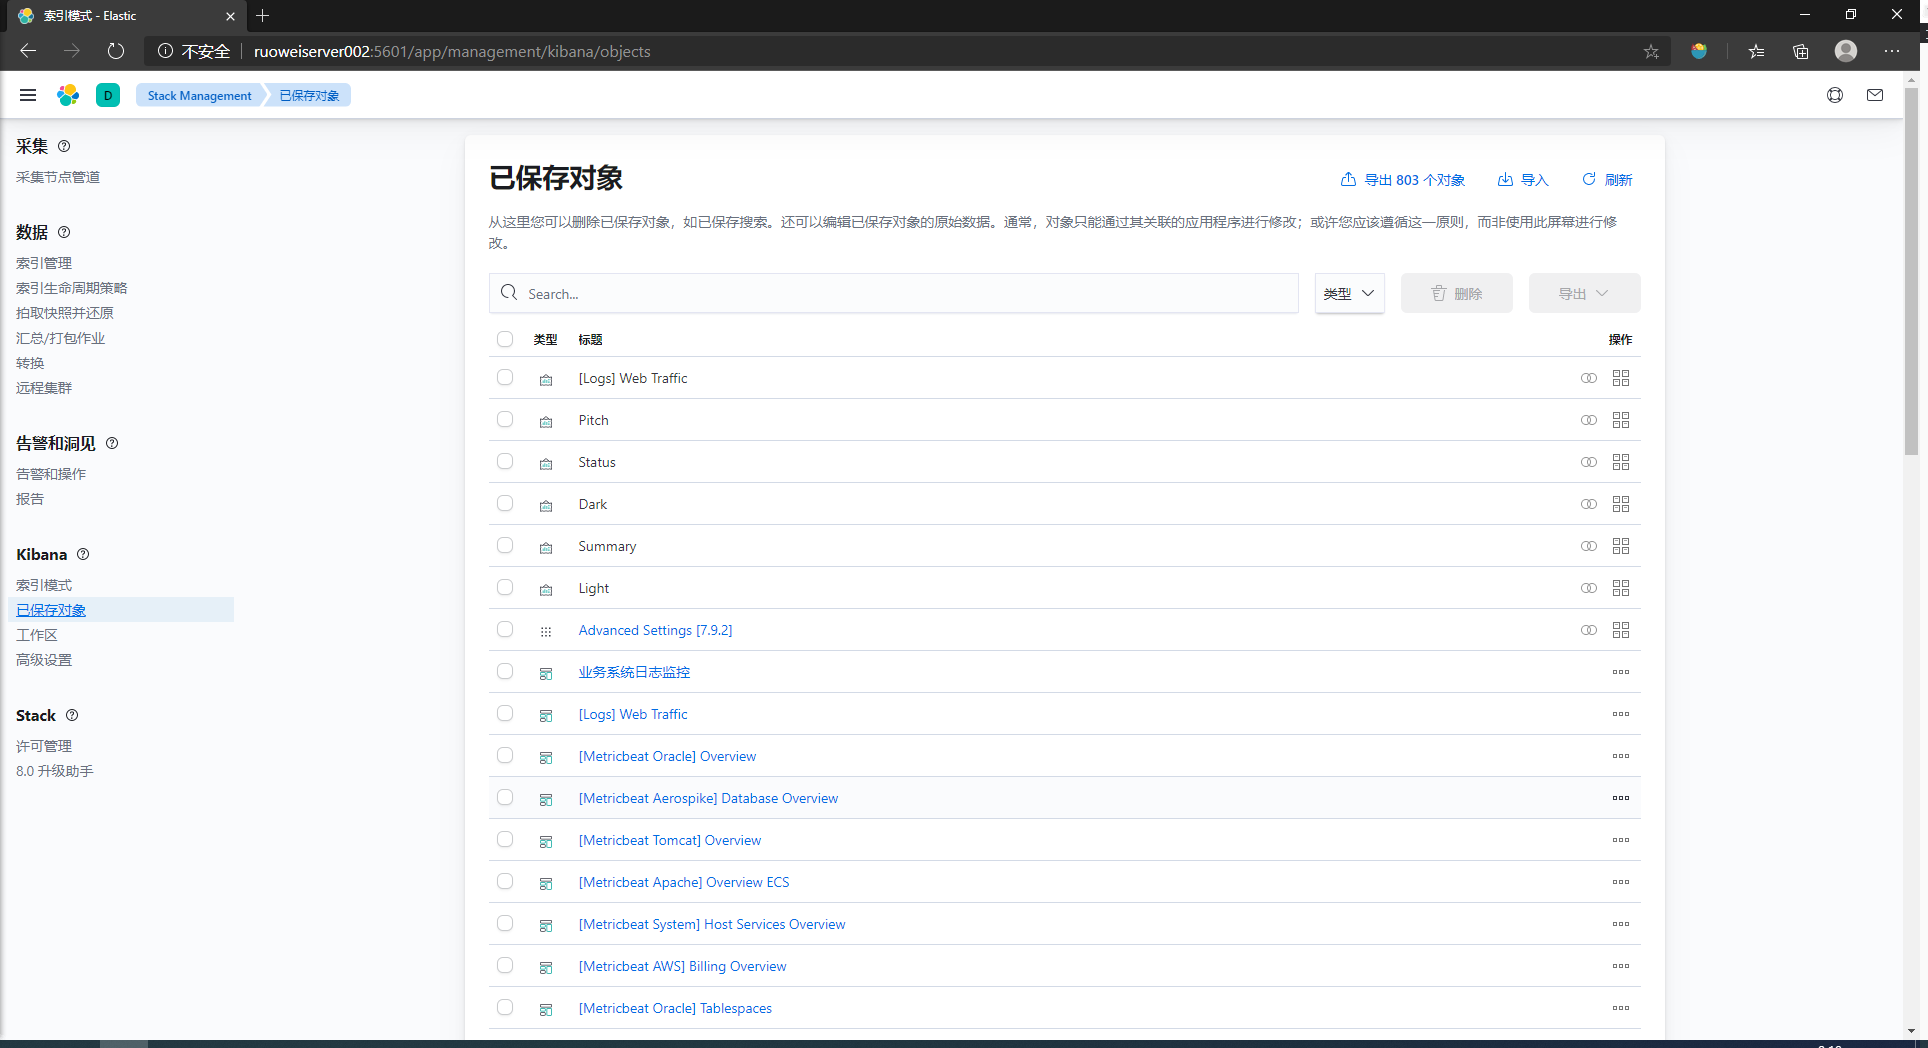 索引模式 - Elastic
不安全 ruoweiserver002:5601/app/management/kibana/objects
D Stack Management 已保存对象
采集
采集节点管道
数据
索引管理
索引生命周期策略
拍取快照并还原
汇总/打包作业
转换
远程集群
告警和洞见
告警和操作
报告
Kibana
索引模式
已保存对象
工作区
高级设置
Stack
许可管理
8.0 升级助手
已保存对象
导出 803 个对象 导入 刷新
从这里您可以删除已保存对象，如已保存搜索。还可以编辑已保存对象的原始数据。通常，对象只能通过其关联的应用程序进行修改；或许您应该遵循这一原则，而非使用此屏幕进行修
改。
Search... 类型 删除 导出
类型 标题 操作
[Logs] Web Traffic
Pitch
Status
Dark
Summary
Light
Advanced Settings [7.9.2]
业务系统日志监控
[Logs] Web Traffic
[Metricbeat Oracle] Overview
[Metricbeat Aerospike] Database Overview
[Metricbeat Tomcat] Overview
[Metricbeat Apache] Overview ECS
[Metricbeat System] Host Services Overview
[Metricbeat AWS] Billing Overview
[Metricbeat Oracle] Tablespaces